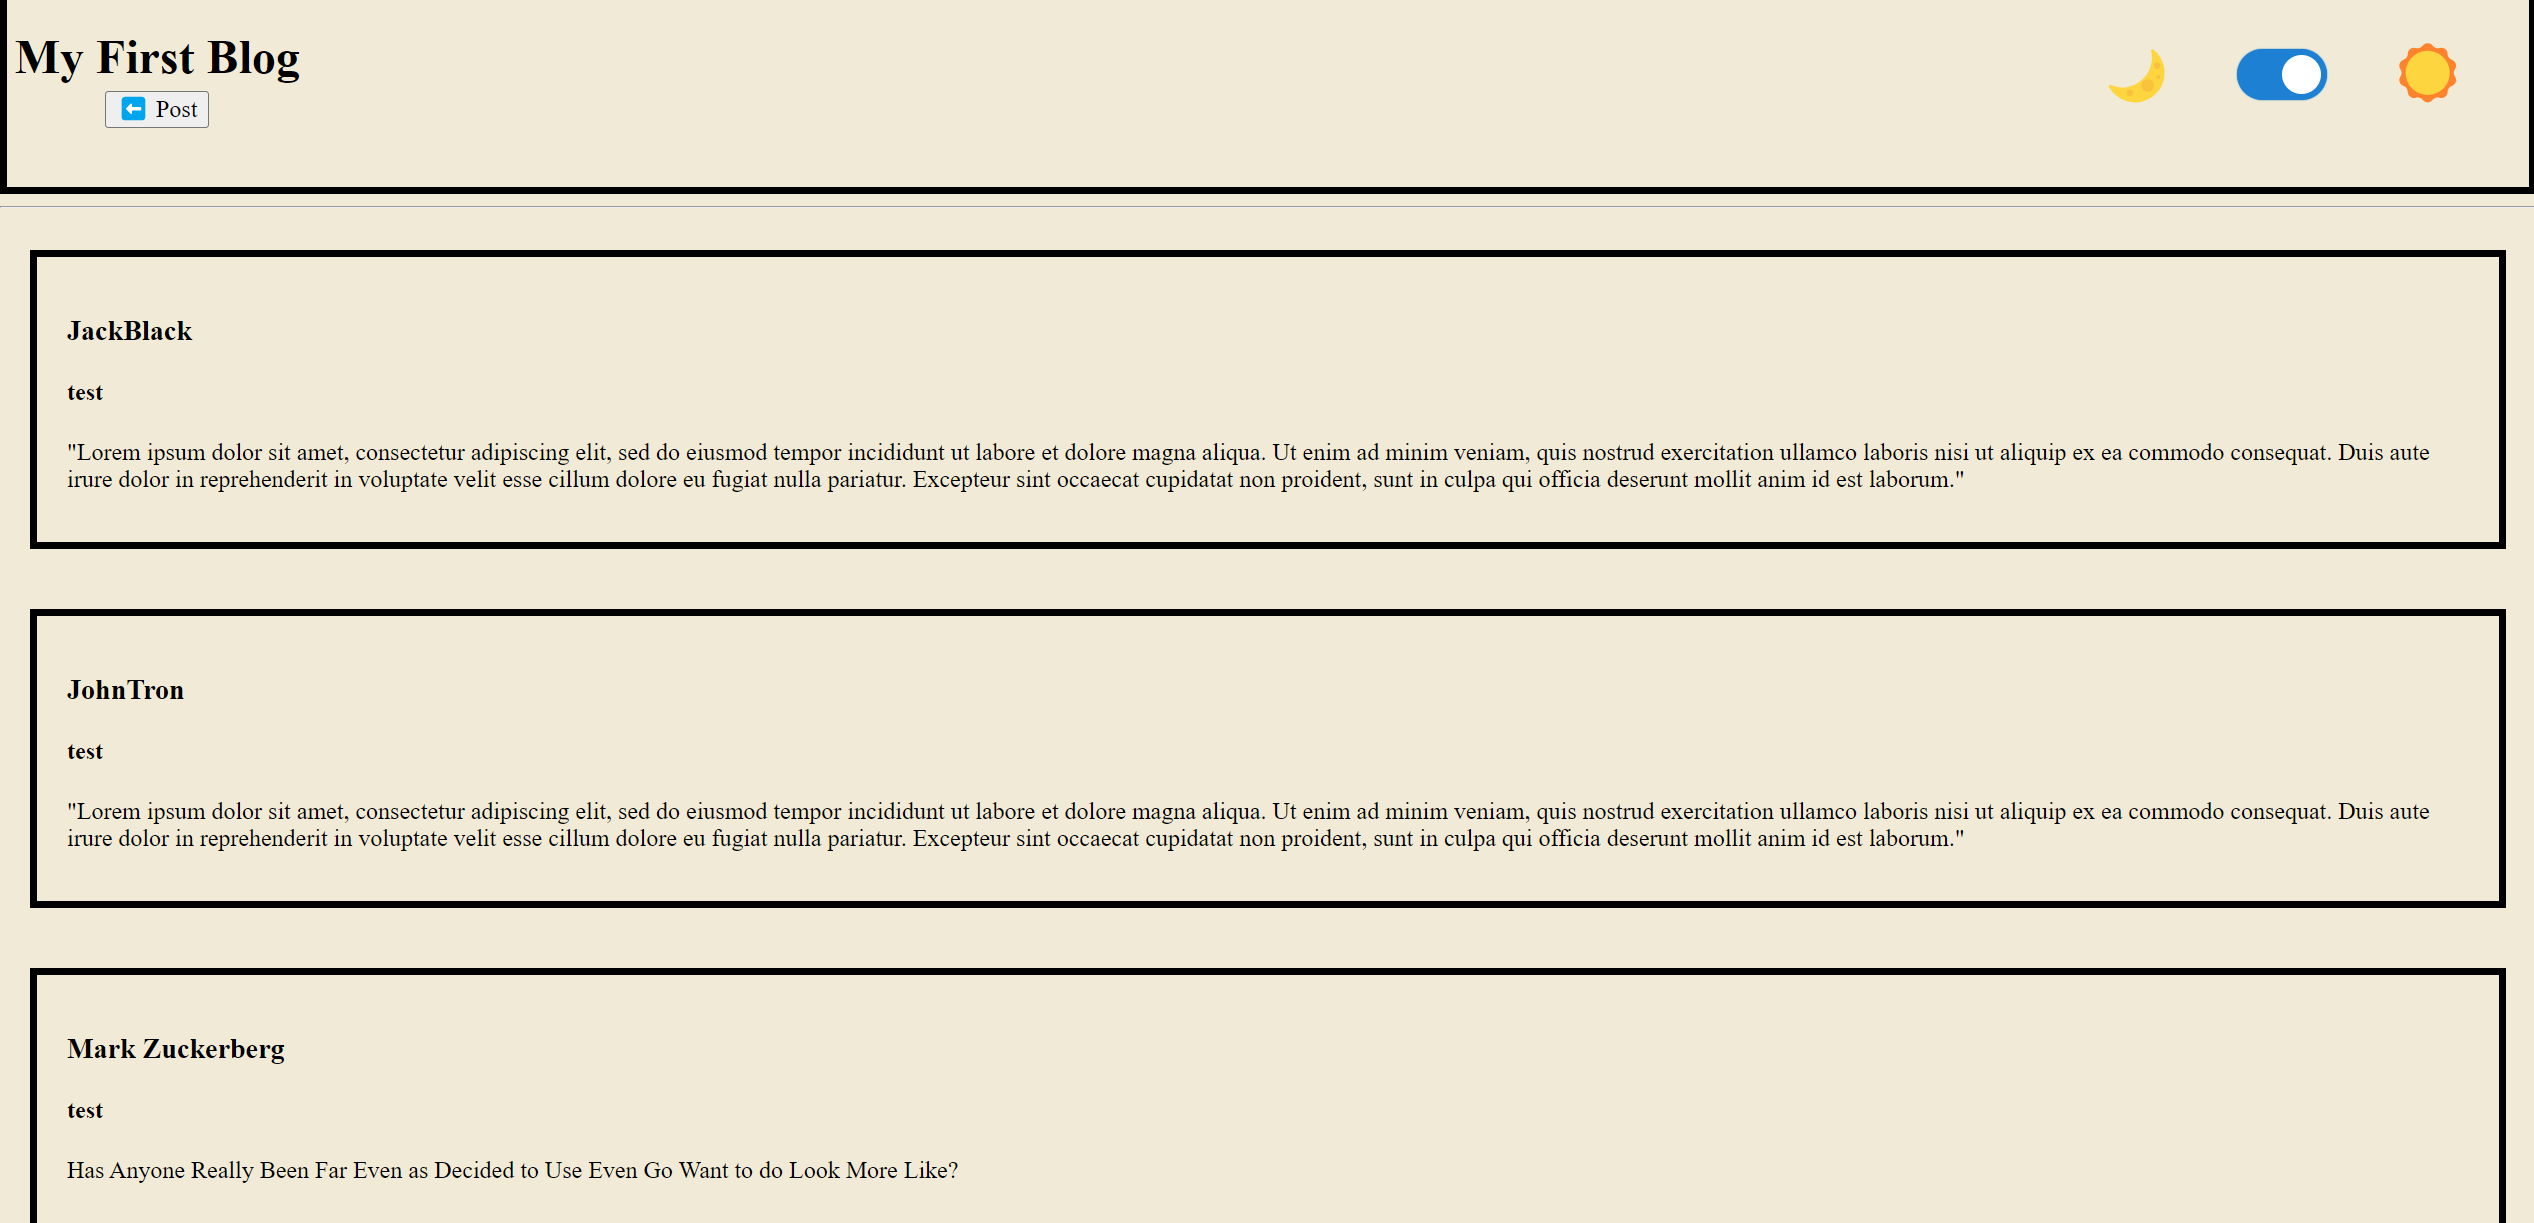 My First Blog
⬅️ Post
JackBlack
test
"Lorem ipsum dolor sit amet, consectetur adipiscing elit, sed do eiusmod tempor incididunt ut labore et dolore magna aliqua. Ut enim ad minim veniam, quis nostrud exercitation ullamco laboris nisi ut aliquip ex ea commodo consequat. Duis aute
irure dolor in reprehenderit in voluptate velit esse cillum dolore eu fugiat nulla pariatur. Excepteur sint occaecat cupidatat non proident, sunt in culpa qui officia deserunt mollit anim id est laborum."
JohnTron
test
"Lorem ipsum dolor sit amet, consectetur adipiscing elit, sed do eiusmod tempor incididunt ut labore et dolore magna aliqua. Ut enim ad minim veniam, quis nostrud exercitation ullamco laboris nisi ut aliquip ex ea commodo consequat. Duis aute
irure dolor in reprehenderit in voluptate velit esse cillum dolore eu fugiat nulla pariatur. Excepteur sint occaecat cupidatat non proident, sunt in culpa qui officia deserunt mollit anim id est laborum."
Mark Zuckerberg
test
Has Anyone Really Been Far Even as Decided to Use Even Go Want to do Look More Like?